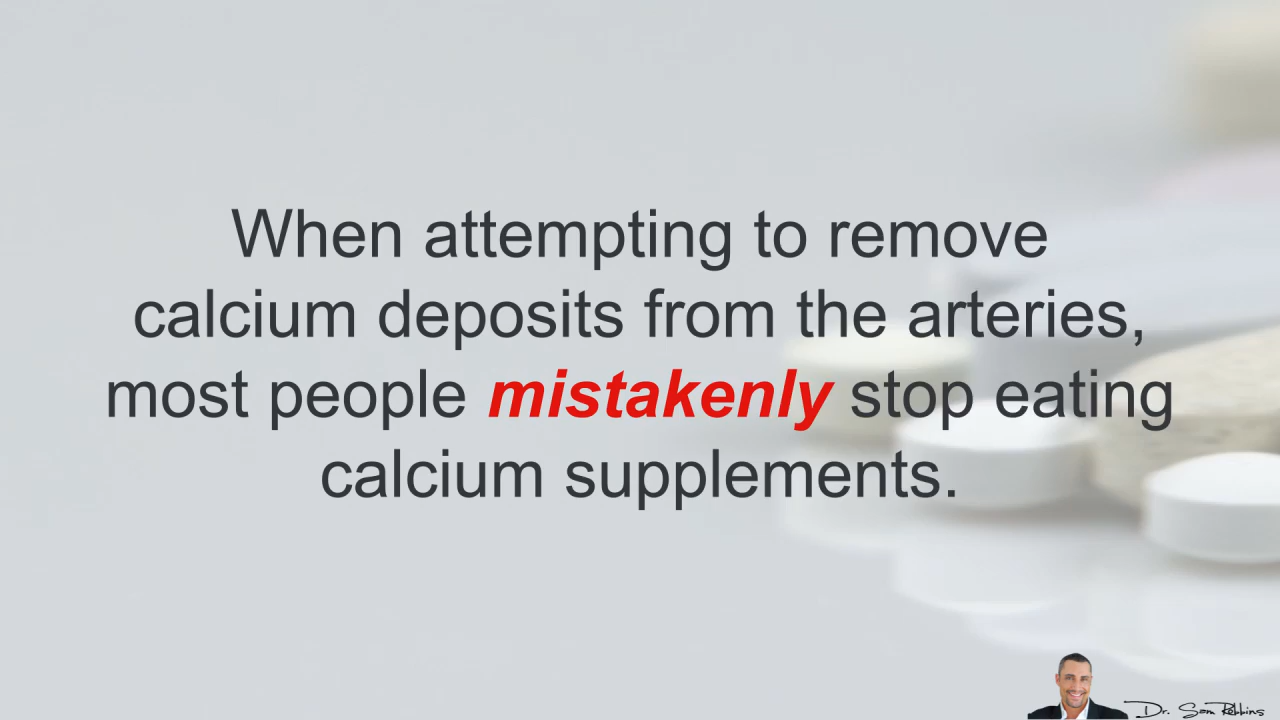 When attempting to remove
calcium deposits from the arteries,
most people mistakenly stop eating
calcium supplements.
Dr. Sam Robbins